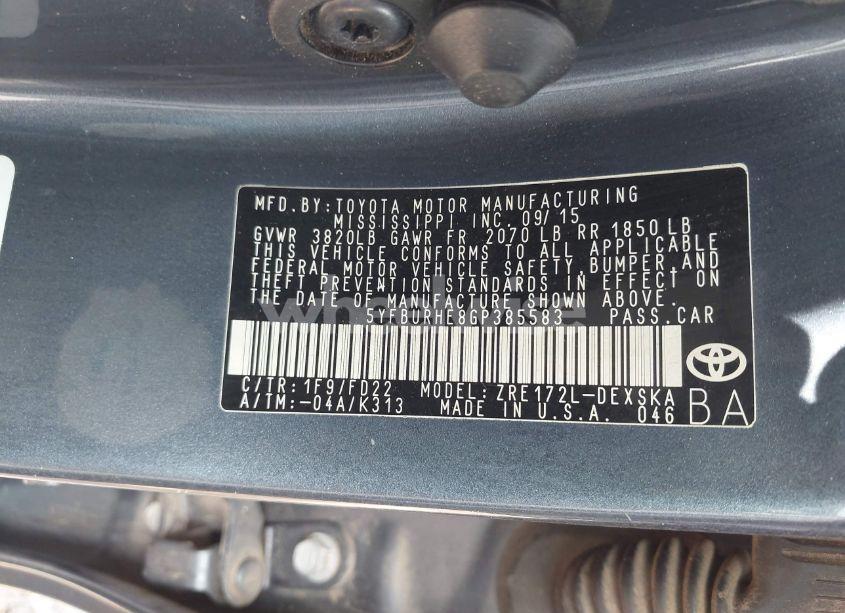 MFD. BY: TOYOTA MOTOR MANUFACTURING
MISSISSIPPI INC. 09/15
GVWR 3820LB GAWR FR 2070 LB RR 1850 LB
THIS VEHICLE CONFORMS TO ALL APPLICABLE
FEDERAL MOTOR VEHICLE SAFETY, BUMPER, AND
THEFT PREVENTION STANDARDS IN EFFECT ON
THE DATE OF MANUFACTURE SHOWN ABOVE.
5YFBURHE8GP385583 PASS. CAR
C/TR: 1F9/FD22 MODEL: ZRE172L-DEXSKA
A/TM: -04A/K313 MADE IN U.S.A. 046 BA